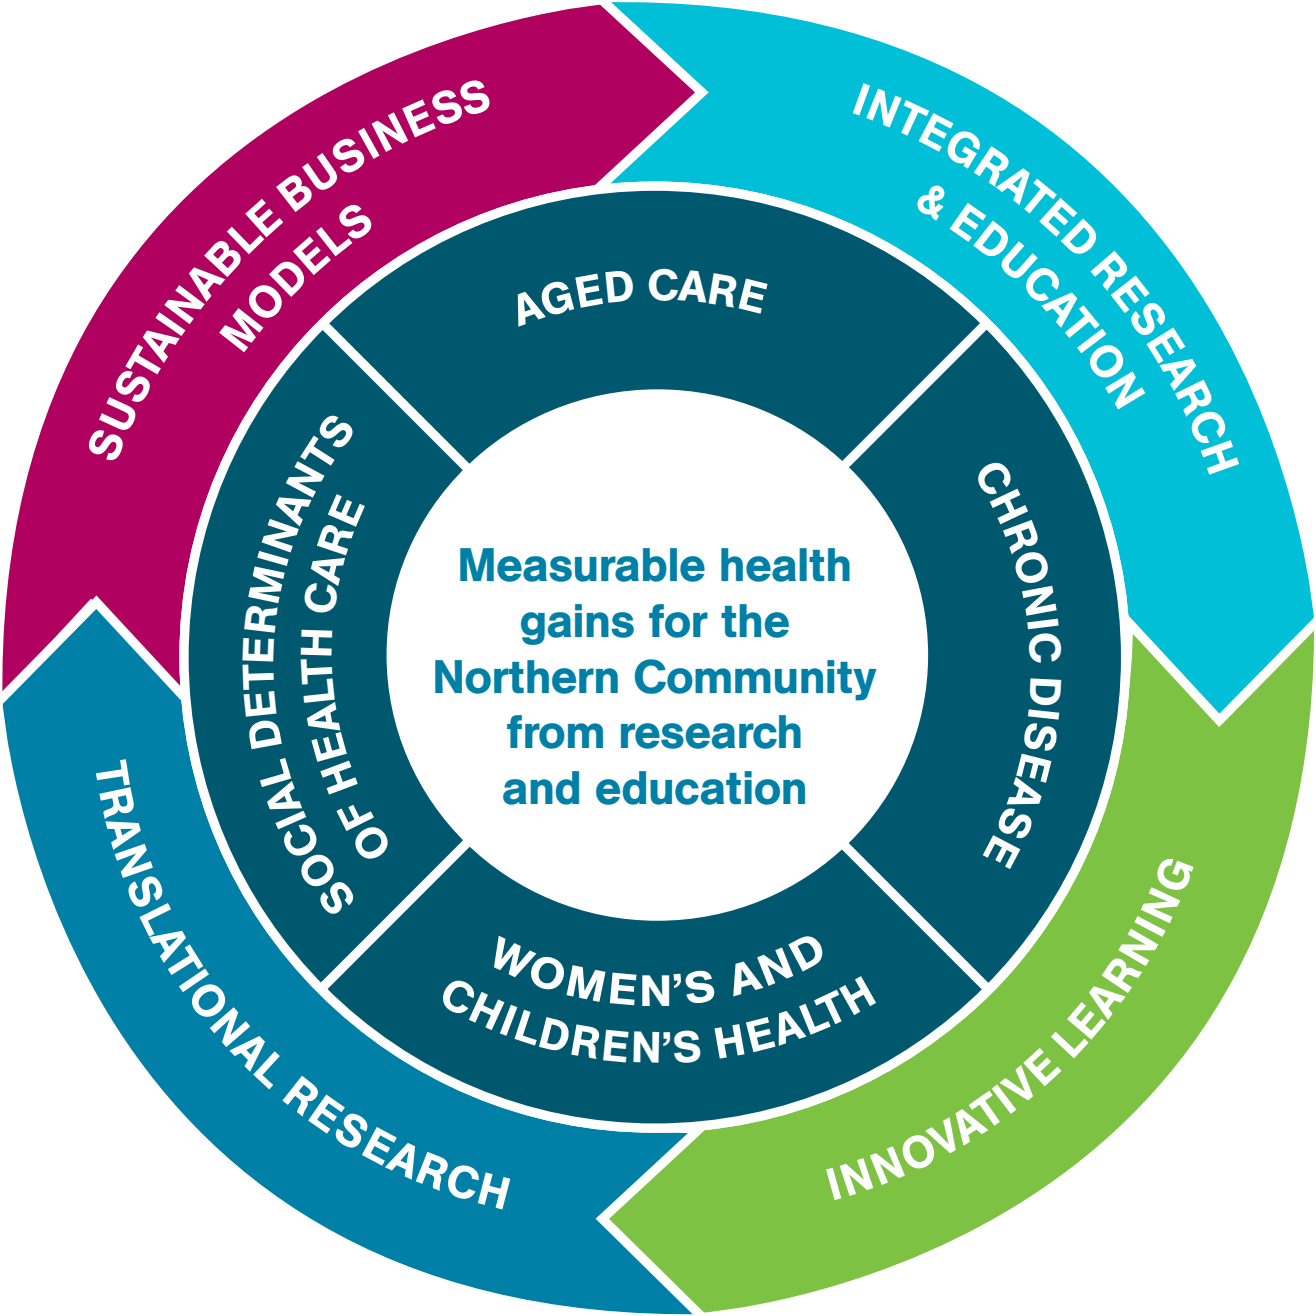 SUSTAINABLE BUSINESS
MODELS
INTEGRATED RESEARCH
& EDUCATION
INNOVATIVE LEARNING
TRANSLATIONAL RESEARCH
AGED CARE
CHRONIC DISEASE
WOMEN’S AND
CHILDREN’S HEALTH
SOCIAL DETERMINANTS
OF HEALTH CARE
Measurable health
gains for the
Northern Community
from research
and education